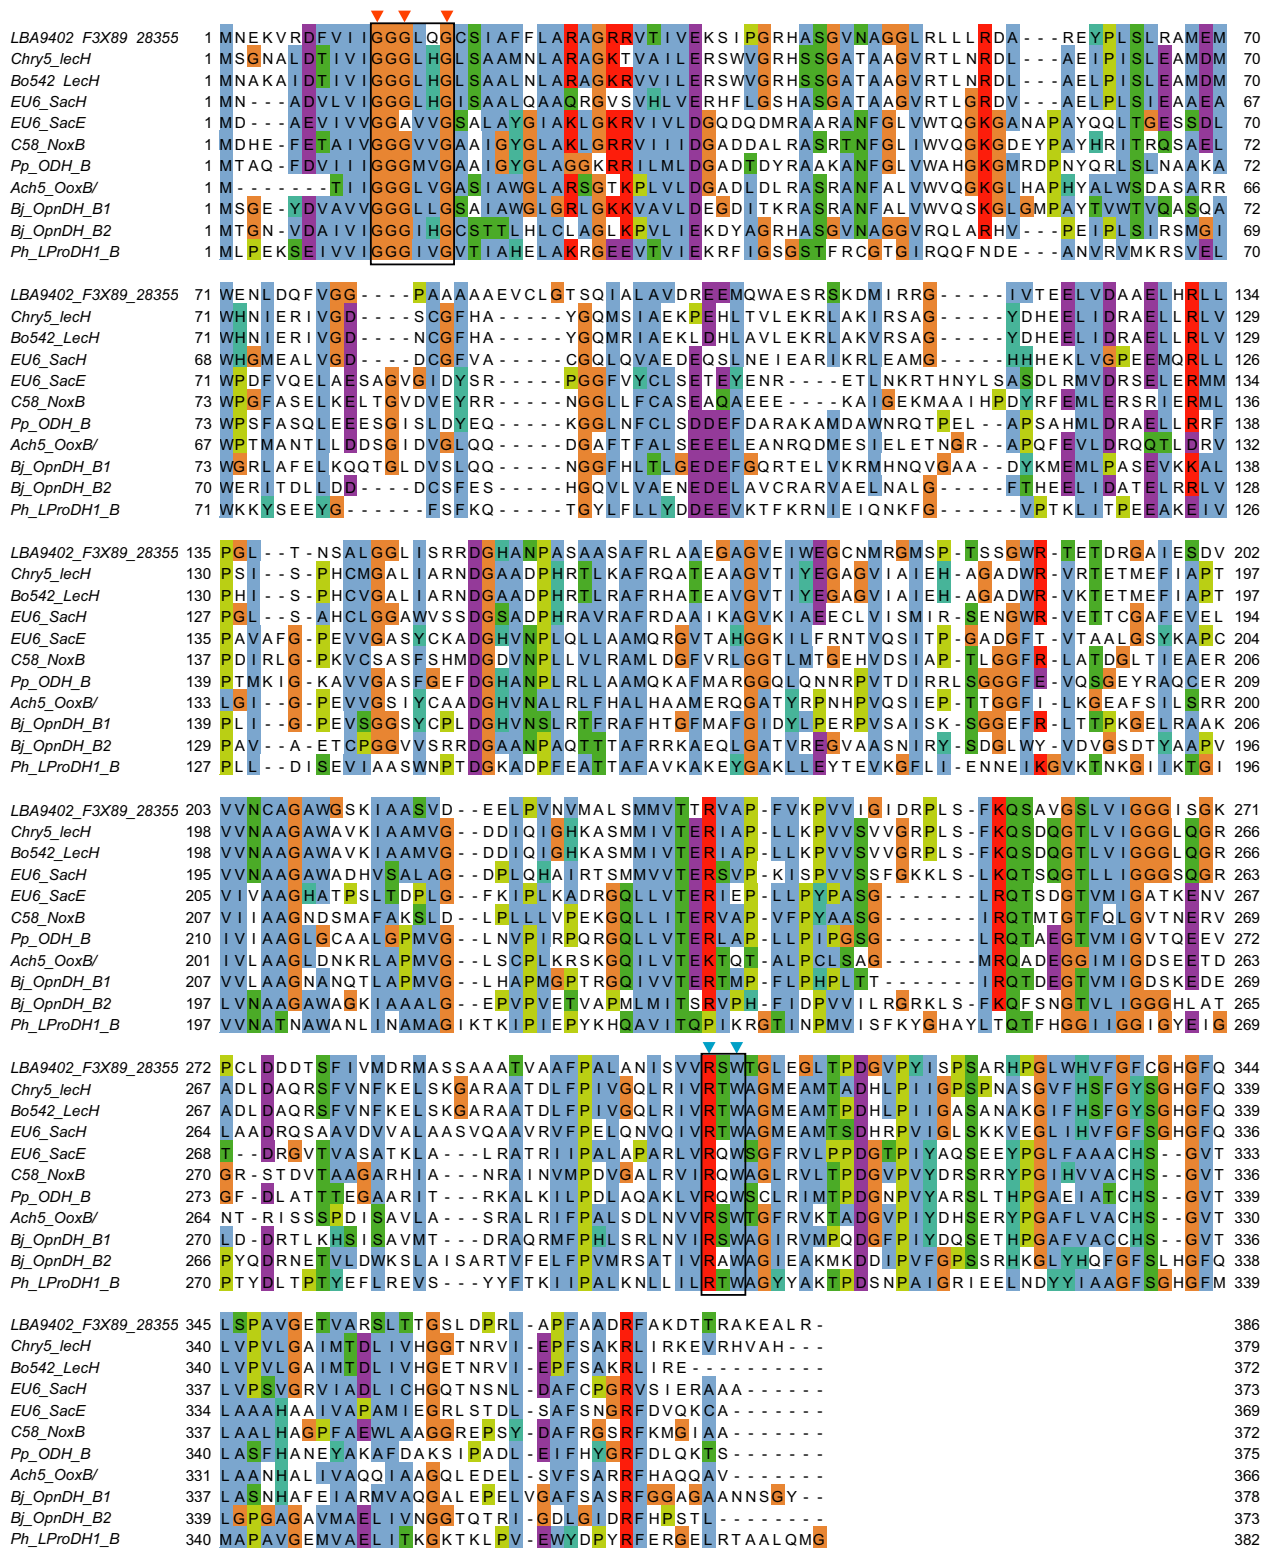 LBA9402_F3X89_28355 1 MNEKVRDFVIIGGGLQGCSIAFFLARAGRRVTIVEKSIPGRHASGVNAGGLRLLLRDA---REYPLSLRAMEM 70
Chry5_lecH 1 MSGNALDTIVIGGGLHGLSAAMNLARAGKTVAILERSWVGRHSSGATAAGVRTLNRDL---AEIPISLEAMDM 70
Bo542_LecH 1 MNAKAIDTIVIGGGLHGLSAALNLARAGKRVVILERSWVGRHSSGATAAGVRTLNRDL---AEIPISLEAMDM 70
EU6_SacH 1 MN---ADVLVIGGGLHGISAALQAAQRGVSVHLVERHFLGSHASGATAAGVRTLGRDV---AELPLSIEAAEA 67
EU6_SacE 1 MD---AEVIVVGGAVVGSALAYGIAKLGKRVIVLDGQDQDMRAARANFGLVWTQGKGANAPAYQQLTGESSDL 70
C58_NoxB 1 MDHE-FETAIVGGGVVGAAIGYGLAKLGRRVIIIDGADDALRASRTNFGLIWVQGKGDEYPAYHRITRQSAEL 72
Pp_ODH_B 1 MTAQ-FDVIIIGGGMVGAAIGYGLAGGKRRILMLDGADTDYRAAKANFGLVWAHGKGMRDPNYQRLSLNAAKA 72
Ach5_OoxB/ 1 M-------TIIGGGLVGASIAWGLARSGTKPLVLDGADLDLRASRANFALVWVQGKGLHAPHYALWSDASARR 66
Bj_OpnDH_B1 1 MSGE-YDVAVVGGGLLGSAIAWGLGRLGKKVAVLDEGDITKRASRANFALVWVQSKGLGMPAYTVWTVQASQA 72
Bj_OpnDH_B2 1 MTGN-VDAIVIGGGIHGCSTTLHLCLAGLKPVLIEKDYAGRHASGVNAGGVRQLARHV---PEIPLSIRSMGI 69
Ph_LProDH1_B 1 MLPEKSEIVVIGGGIVGVTIAHELAKRGEEVTVIEKRFIGSGSTFRCGTGIRQQFNDE---ANVRVMKRSVEL 70
LBA9402_F3X89_28355 71 WENLDQFVGG----PAAAAAEVCLGTSQIALAVDREEMQWAESRSKDMIRRG-----IVTEELVDAAELHRLL 134
Chry5_lecH 71 WHNIERIVGD----SCGFHA-----YGQMSIAEKPEHLTVLEKRLAKIRSAG-----YDHEELIDRAELLRLV 129
Bo542_LecH 71 WHNIERIVGD----NCGFHA-----YGQMRIAEKLDHLAVLEKRLAKVRSAG-----YDHEELIDRAELLRLV 129
EU6_SacH 68 WHGMEALVGD----DCGFVA-----CGQLQVAEDEQSLNEIEARIKRLEAMG-----HHHEKLVGPEEMQRLL 126
EU6_SacE 71 WPDFVQELAESAGVGIDYSR-----PGGFVYCLSETEYENR----ETLNKRTHNYLSASDLRMVDRSELERMM 134
C58_NoxB 73 WPGFASELKELTGVDVEYRR-----NGGLLFCASEAQAEEE----KAIGEKMAAIHPDYRFEMLERSRIERML 136
Pp_ODH_B 73 WPSFASQLEEESGISLDYEQ-----KGGLNFCLSDDEFDARAKAMDAWNRQTPEL--APSAHMLDRAELLRRF 138
Ach5_OoxB/ 67 WPTMANTLLDDSGIDVGLQQ-----DGAFTFALSEEELEANRQDMESIELETNGR--APQFEVLDRQQTLDRV 132
Bj_OpnDH_B1 73 WGRLAFELKQQTGLDVSLQQ-----NGGFHLTLGEDEFGQRTELVKRMHNQVGAA--DYKMEMLPASEVKKAL 138
Bj_OpnDH_B2 70 WERITDLLDD----DCSFES-----HGQVLVAENEDELAVCRARVAELNALG-----FTHEELIDATELRRLV 128
Ph_LProDH1_B 71 WKKYSEEYG-----FSFKQ------TGYLFLLYDDEEVKTFKRNIEIQNKFG-----VPTKLITPEEAKEIV 126
LBA9402_F3X89_28355 135 PGL--T-NSALGGLISRRDGHANPASAASAFRLAAEGAGVEIWEGCNMRGMSP-TSSGWR-TETDRGAIESDV 202
Chry5_lecH 130 PSI--S-PHCMGALIARNDGAADPHRTLKAFRQATEAAGVTIYEGAGVIAIEH-AGADWR-VRTETMEFIAPT 197
Bo542_LecH 130 PHI--S-PHCVGALIARNDGAADPHRTLRAFRHATEAVGVTIYEGAGVIAIEH-AGADWR-VKTETMEFIAPT 197
EU6_SacH 127 PGL--S-AHCLGGAWVSSDGSADPHRAVRAFRDAAIKAGVKIAEECLVISMIR-SENGWR-VETTCGAFEVEL 194
EU6_SacE 135 PAVAFG-PEVVGASYCKADGHVNPLQLLAAMQRGVTAHGGKILFRNTVQSITP-GADGFT-VTAALGSYKAPC 204
C58_NoxB 137 PDIRLG-PKVCSASFSHMDGDVNPLLVLRAMLDGFVRLGGTLMTGEHVDSIAP-TLGGFR-LATDGLTIEAER 206
Pp_ODH_B 139 PTMKIG-KAVVGASFGEFDGHANPLRLLAAMQKAFMARGGQLQNNRPVTDIRRLSGGGFE-VQSGEYRAQCER 209
Ach5_OoxB/ 133 LGI--G-PEVVGSIYCAADGHVNALRLFHALHAAMERQGATYRPNHPVQSIEP-TTGGFI-LKGEAFSILSRR 200
Bj_OpnDH_B1 139 PLI--G-PEVSGGSYCPLDGHVNSLRTFRAFHTGFMAFGIDYLPERPVSAISK-SGGEFR-LTTPKGELRAAK 206
Bj_OpnDH_B2 129 PAV--A-ETCPGGVVSRRDGAANPAQTTTAFRRKAEQLGATVREGVAASNIRY-SDGLWY-VDVGSDTYAAPV 196
Ph_LProDH1_B 127 PLL--DISEVIAASWNPTDGKADPFEATTAFAVKAKEYGAKLLEYTEVKGFLI-ENNEIKGVKTNKGIIKTGI 196
LBA9402_F3X89_28355 203 VVNCAGAWGSKIAASVD--EELPVNVMALSMMVTTRVAP-FVKPVVIGIDRPLS-FKQSAVGSLVIGGGISGK 271
Chry5_lecH 198 VVNAAGAWAVKIAAMVG--DDIQIGHKASMMIVTERIAP-LLKPVVSVVGRPLS-FKQSDQGTLVIGGGLQGR 266
Bo542_LecH 198 VVNAAGAWAVKIAAMVG--DDIQIGHKASMMIVTERIAP-LLKPVVSVVGRPLS-FKQSDQGTLVIGGGLQGR 266
EU6_SacH 195 VVNAAGAWADHVSALAG--DPLQHAIRTSMMVVTERSVP-KISPVVSSFGKKLS-LKQTSQGTLLIGGGSQGR 263
EU6_SacE 205 VIVAAGHATPSLTDPLG--FKIPLKADRGQLLVTERIEP-LLPYPASG-------IRQTSDGTVMIGATKENV 267
C58_NoxB 207 VIIAAGNDSMAFAKSLD--LPLLLVPEKGQLLITERVAP-VFPYAASG-------IRQTMTGTFQLGVTNERV 269
Pp_ODH_B 210 IVIAAGLGCAALGPMVG--LNVPIRPQRGQLLVTERLAP-LLPIPGSG-------LRQTAEGTVMIGVTQEEV 272
Ach5_OoxB/ 201 IVLAAGLDNKRLAPMVG--LSCPLKRSKGQILVTEKTQT-ALPCLSAG-------MRQADEGGIMIGDSEETD 263
Bj_OpnDH_B1 207 VVLAAGNANQTLAPMVG--LHAPMGPTRGQIVVTERTMP-FLPHPLTT-------IRQTDEGTVMIGDSKEDE 269
Bj_OpnDH_B2 197 LVNAAGAWAGKIAAALG--EPVPVETVAPMLMITSRVPH-FIDPVVILRGRKLS-FKQFSNGTVLIGGGHLAT 265
Ph_LProDH1_B 197 VVNATNAWANLINAMAGIKTKIPIEPYKHQAVITQPIKRGTINPMVISFKYGHAYLTQTFHGGIIGGIGYEIG 269
LBA9402_F3X89_28355 272 PCLDDDTSFIVMDRMASSAAATVAAFPALANISVVRSWTGLEGLTPDGVPYISPSARHPGLWHVFGFCGHGFQ 344
Chry5_lecH 267 ADLDAQRSFVNFKELSKGARAATDLFPIVGQLRIVRTWAGMEAMTADHLPIIGPSPNASGVFHSFGYSGHGFQ 339
Bo542_LecH 267 ADLDAQRSFVNFKELSKGARAATDLFPIVGQLRIVRTWAGMEAMTPDHLPIIGASANAKGIFHSFGYSGHGFQ 339
EU6_SacH 264 LAADRQSAAVDVVALAASVQAAVRVFPELQNVQIVRTWAGMEAMTSDHRPVIGLSKKVEGLIHVFGFSGHGFQ 336
EU6_SacE 268 T--DRGVTVASATKLA---LRATRIIPALAPARLVRQWSGFRVLPPDGTPIYAQSEEYPGLFAAACHS--GVT 333
C58_NoxB 270 GR-STDVTAAGARHIA---NRAINVMPDVGALRVIRQWAGLRVLTPDGVPVYDRSRRYPGIHVVACHS--GVT 336
Pp_ODH_B 273 GF-DLATTTEGAARIT---RKALKILPDLAQAKLVRQWSCLRIMTPDGNPVYARSLTHPGAEIATCHS--GVT 339
Ach5_OoxB/ 264 NT-RISSSPDISAVLA---SRALRIFPALSDLNVVRSWTGFRVKTADGVPIYDHSERYPGAFLVACHS--GVT 330
Bj_OpnDH_B1 270 LD-DRTLKHSISAVMT---DRAQRMFPHLSRLNVIRSWAGIRVMPQDGFPIYDQSETHPGAFVACCHS--GVT 336
Bj_OpnDH_B2 266 PYQDRNETVLDWKSLAISARTVFELFPVMRSATIVRAWAGIEAKMKDDIPVFGPSSRHKGLYHQFGFSLHGFQ 338
Ph_LProDH1_B 270 PTYDLTPTYEFLREVS---YYFTKIIPALKNLLILRTWAGYYAKTPDSNPAIGRIEELNDYYIAAGFSGHGFM 339
LBA9402_F3X89_28355 345 LSPAVGETVARSLTTGSLDPRL-APFAADRFAKDTTRAKEALR- 386
Chry5_lecH 340 LVPVLGAIMTDLIVHGGTNRVI-EPFSAKRLIRKEVRHVAH--- 379
Bo542_LecH 340 LVPVLGAIMTDLIVHGETNRVI-EPFSAKRLIRE---------- 372
EU6_SacH 337 LVPSVGRVIADLICHGQTNSNL-DAFCPGRVSIERAAA------ 373
EU6_SacE 334 LAAAHAAIVAPAMIEGRLSTDL-SAFSNGRFDVQKCA------- 369
C58_NoxB 337 LAALHAGPFAEWLAAGGREPSY-DAFRGSRFKMGIAA------- 372
Pp_ODH_B 340 LASFHANEYAKAFDAKSIPADL-EIFHYGRFDLQKTS------- 375
Ach5_OoxB/ 331 LAANHALIVAQQIAAGQLEDEL-SVFSARRFHAQQAV------- 366
Bj_OpnDH_B1 337 LASNHAFEIARMVAQGALEPELVGAFSASRFGGAGAANNSGY-- 378
Bj_OpnDH_B2 339 LGPGAGAVMAELIVNGGTQTRI-GDLGIDRFHPSTL-------- 373
Ph_LProDH1_B 340 MAPAVGEMVAELITKGKTKLPV-EWYDPYRFERGELRTAALQMG 382